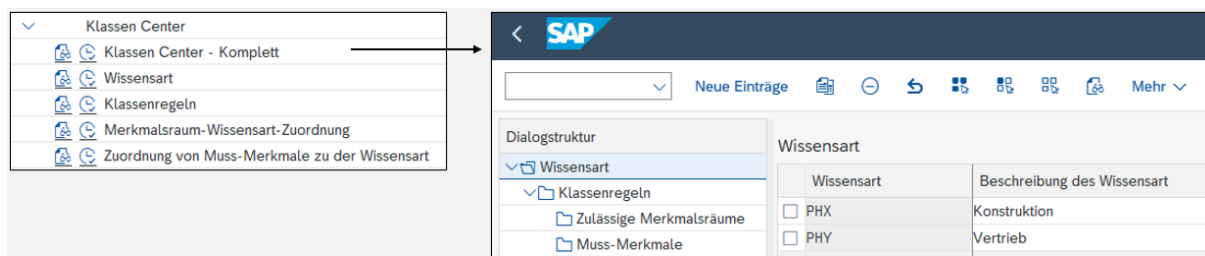 Klassen Center
Klassen Center - Komplett
Wissensart
Klassenregeln
Merkmalsraum-Wissensart-Zuordnung
Zuordnung von Muss-Merkmale zu der Wissensart
SAP
Neue Einträge
Mehr
Dialogstruktur
Wissensart
Klassenregeln
Zulässige Merkmalsräume
Muss-Merkmale
Wissensart
Wissensart Beschreibung des Wissensart
PHX Konstruktion
PHY Vertrieb